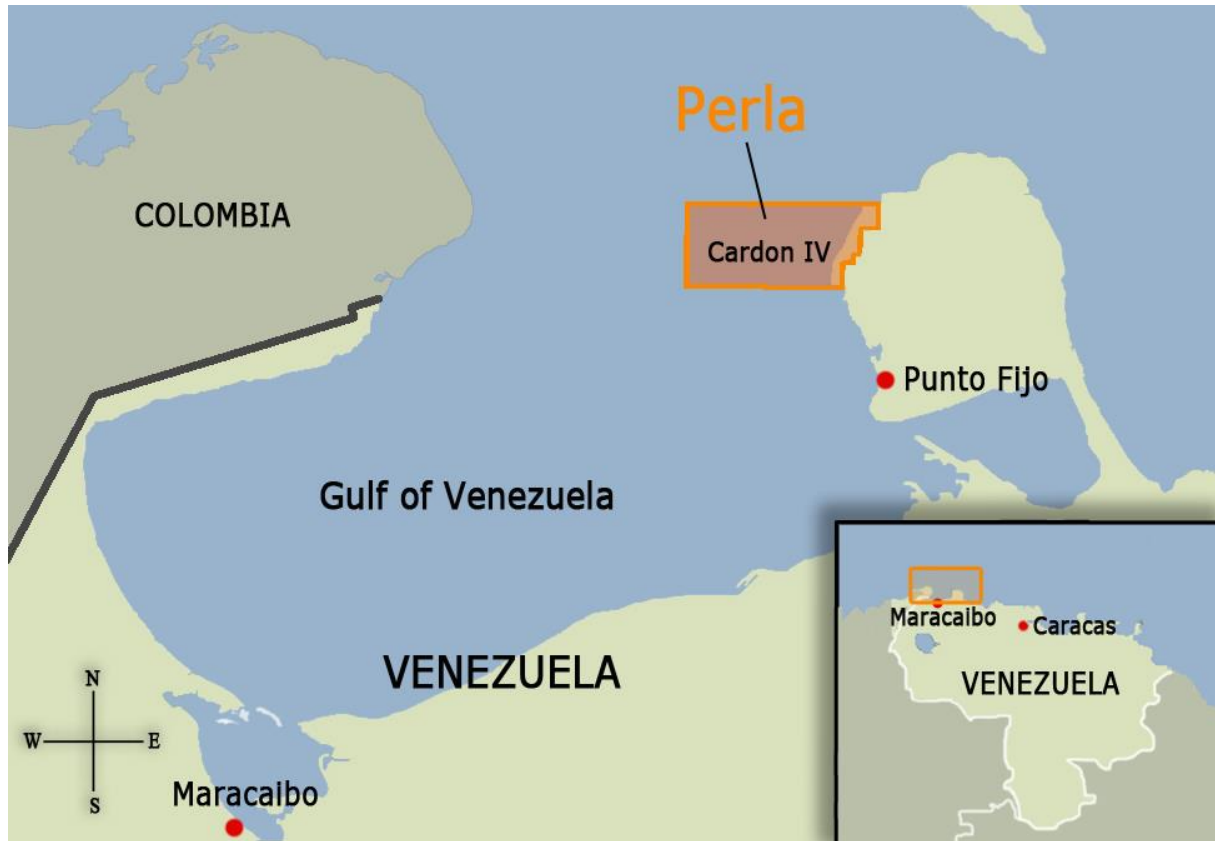 Perla
COLOMBIA
Cardon IV
Punto Fijo
Gulf of Venezuela
VENEZUELA
N
W
E
S
Maracaibo
Maracaibo
Caracas
VENEZUELA